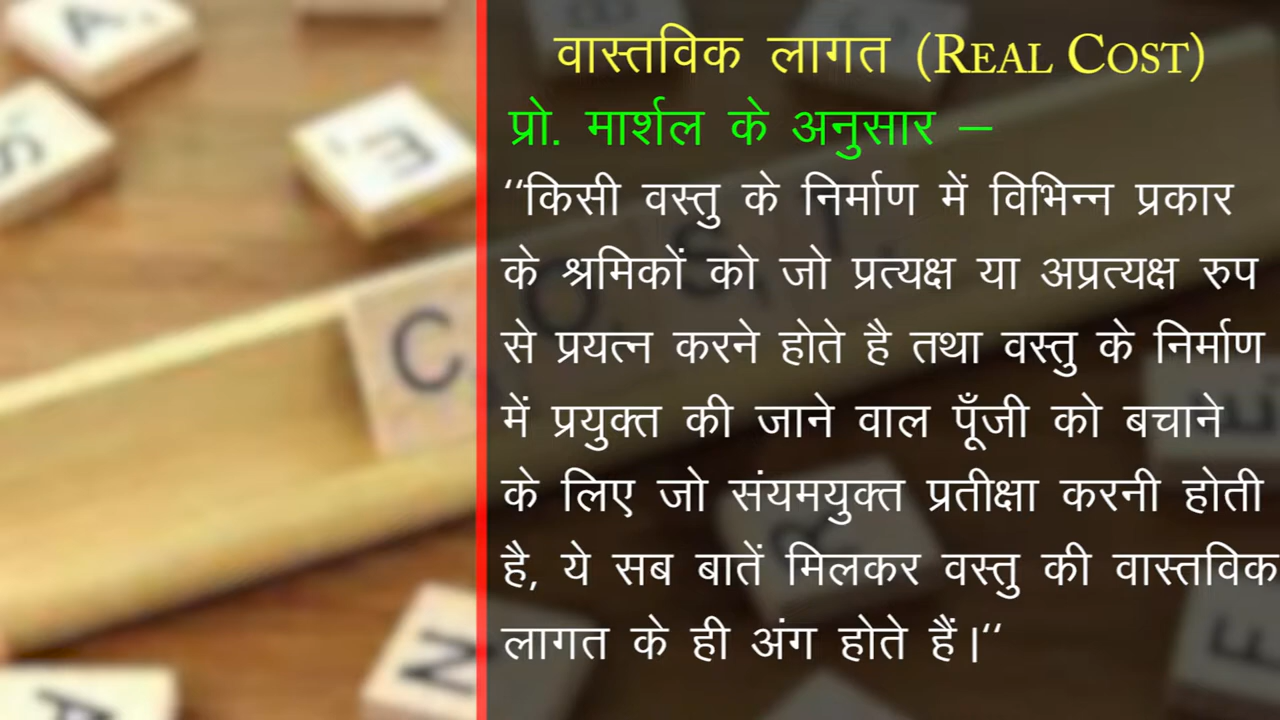 वास्तविक लागत (REAL COST)
प्रो. मार्शल के अनुसार –
‘‘किसी वस्तु के निर्माण में विभिन्न प्रकार
के श्रमिकों को जो प्रत्यक्ष या अप्रत्यक्ष रुप
से प्रयत्न करने होते है तथा वस्तु के निर्माण
में प्रयुक्त की जाने वाल पूँजी को बचाने
के लिए जो संयमयुक्त प्रतीक्षा करनी होती
है, ये सब बातें मिलकर वस्तु की वास्तविक
लागत के ही अंग होते हैं।‘‘
A
S
E
C O S T
R
N
A
E